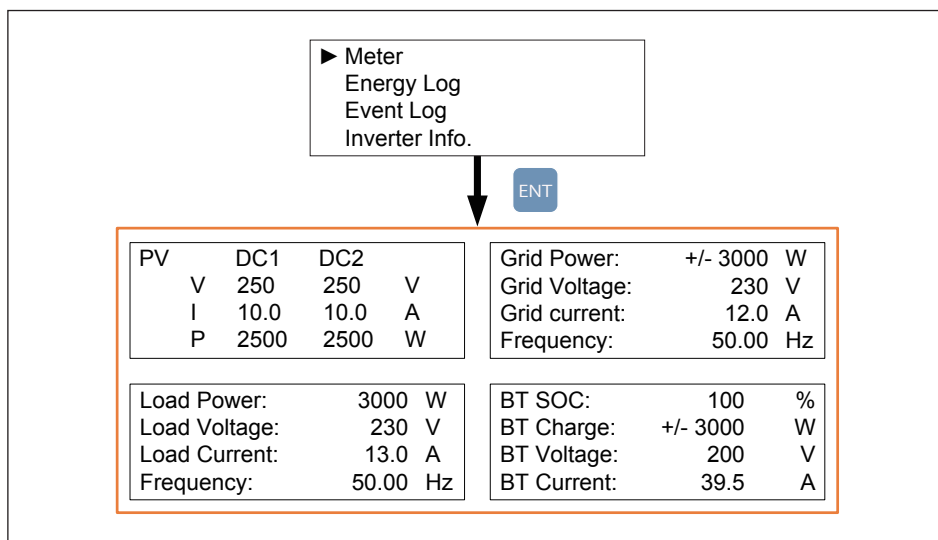 ► Meter
Energy Log
Event Log
Inverter Info.
ENT
PV DC1 DC2
V 250 250 V
I 10.0 10.0 A
P 2500 2500 W
Grid Power: +/- 3000 W
Grid Voltage: 230 V
Grid current: 12.0 A
Frequency: 50.00 Hz
Load Power: 3000 W
Load Voltage: 230 V
Load Current: 13.0 A
Frequency: 50.00 Hz
BT SOC: 100 %
BT Charge: +/- 3000 W
BT Voltage: 200 V
BT Current: 39.5 A